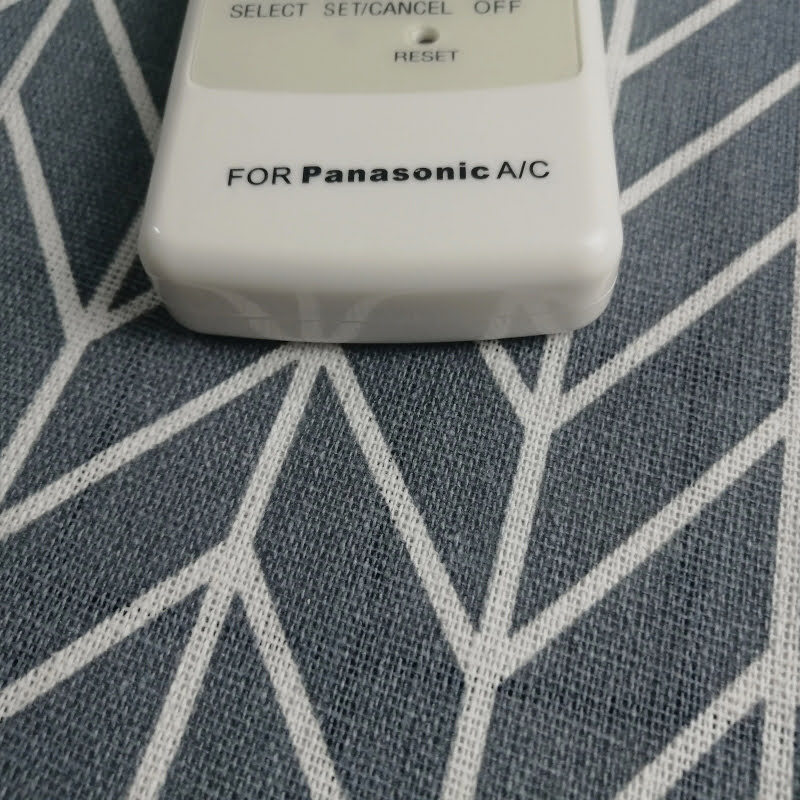 SELECT SET/CANCEL OFF
RESET
FOR Panasonic A/C